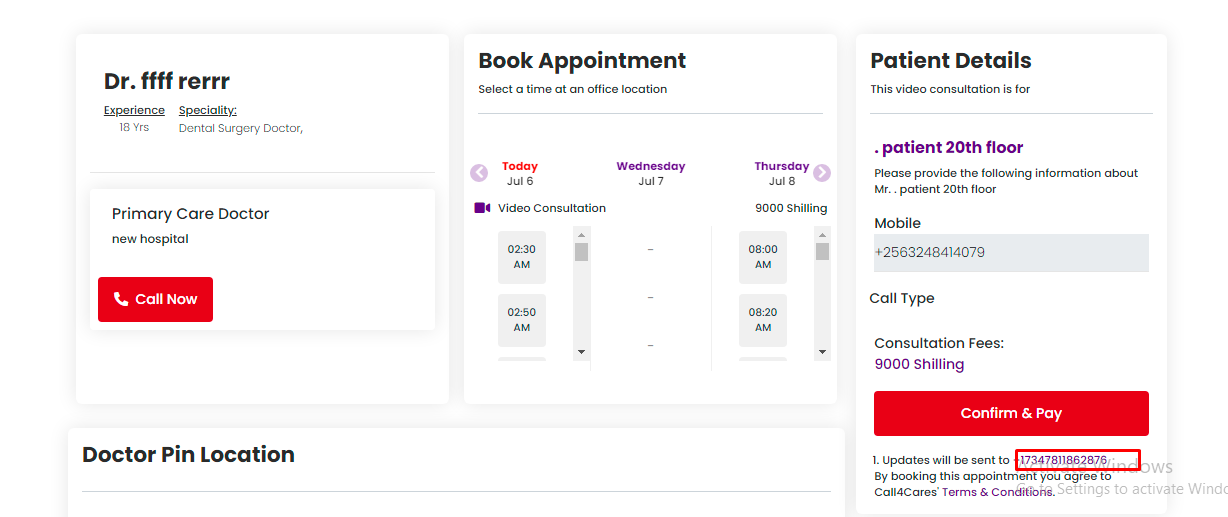 Dr. ffff rerrr
Experience
18 Yrs
Speciality:
Dental Surgery Doctor,
Primary Care Doctor
new hospital
Call Now
Book Appointment
Select a time at an office location
Today
Jul 6
Wednesday
Jul 7
Thursday
Jul 8
Video Consultation
9000 Shilling
02:30
AM
02:50
AM
-
-
-
08:00
AM
08:20
AM
Patient Details
This video consultation is for
. patient 20th floor
Please provide the following information about
Mr. . patient 20th floor
Mobile
+2563248414079
Call Type
Consultation Fees:
9000 Shilling
Confirm & Pay
1. Updates will be sent to +17347811862876
By booking this appointment you agree to
Call4Cares' Terms & Conditions.
Activate Windows
Go to Settings to activate Windo
Doctor Pin Location